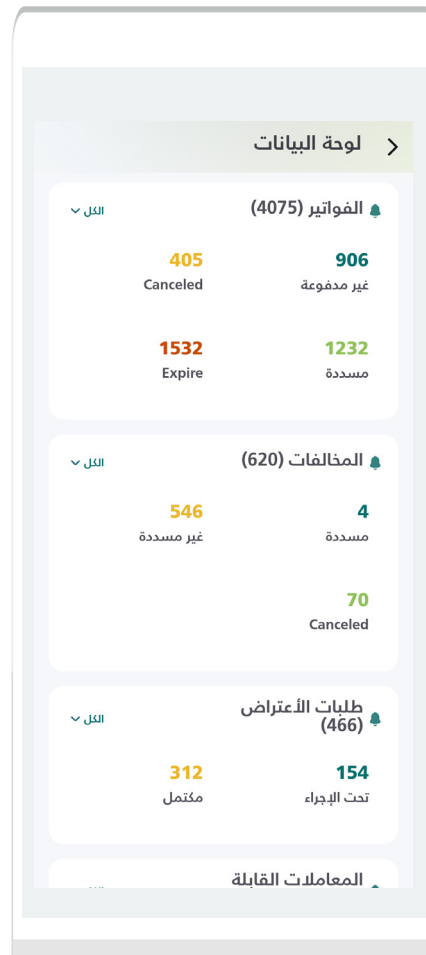 لوحة البيانات
الفواتير (4075)
الكل
906
405
غير مدفوعة
Canceled
1232
1532
مسددة
Expire
المخالفات (620)
الكل
4
546
مسددة
غير مسددة
70
Canceled
طلبات الأعتراض
(466)
الكل
154
312
تحت الإجراء
مكتمل
المعاملات القابلة